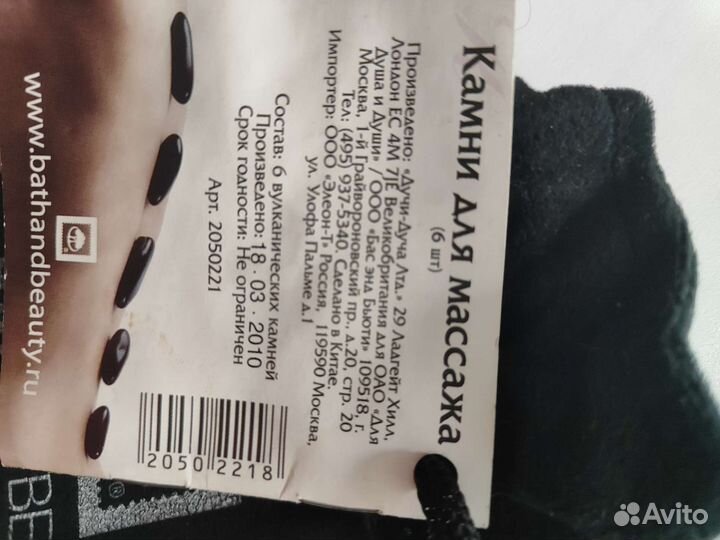 Камни для массажа
(6 шт)
Произведено: «Дучи-Дуча Лтд.» 29 Ладгейт Хилл,
Лондон ЕС 4М 7JE Великобритания для ОАО «Для
Душа и Души» / ООО «Бас энд Бьюти» 109518, г.
Москва, 1-й Грайвороновский пр., д.20, стр. 20
Тел: (495) 937-5340, Сделано в Китае.
Импортер: ООО «Элеон-Т» Россия, 119590 Москва,
ул. Улофа Пальме д.1
Состав: 6 вулканических камней
Произведено: 18 · 03 · 2010
Срок годности: Не ограничен
Арт. 2050221
2050 2218
www.bathandbeauty.ru
®
BE
Avito